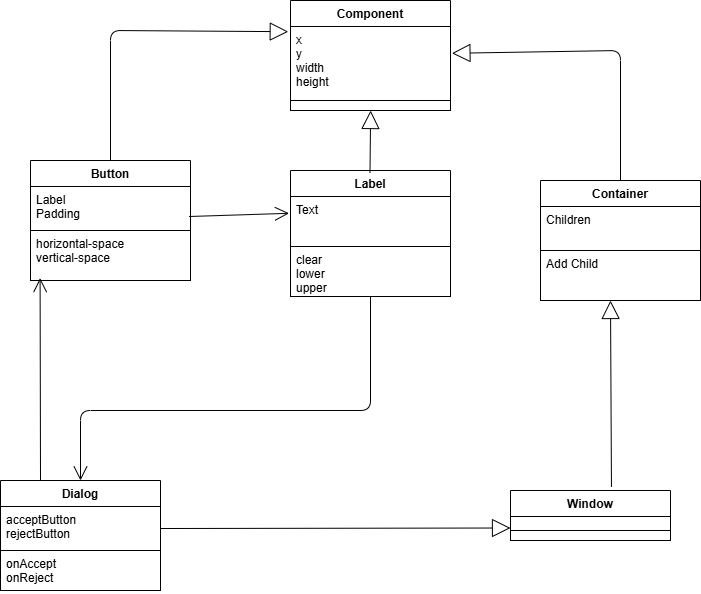 Component
x
y
width
height
Button
Label
Padding
horizontal-space
vertical-space
Label
Text
clear
lower
upper
Container
Children
Add Child
Dialog
acceptButton
rejectButton
onAccept
onReject
Window